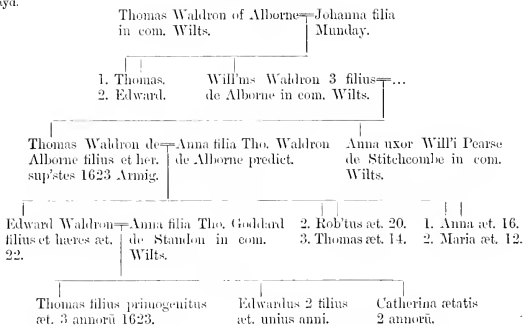 Thomas Waldron of Alborne=Johanna filia
in com. Wilts. Munday.
1. Thomas. Will'ms Waldron 3 filius=...
2. Edward. de Alborne in com. Wilts.
Thomas Waldron de=Anna filia Tho. Waldron Anna uxor Will'i Pearse
Alborne filius et her. de Alborne predict. de Stitchcombe in com.
sup'stes 1623 Armig. Wilts.
Edward Waldron=Anna filia Tho. Goddard 2. Rob'tus æt. 20. 1. Anna æt. 16.
filius et hæres æt. de Standon in com. 3. Thomas æt. 14. 2. Maria æt. 12.
22. Wilts.
Thomas filius primogenitus Edwardus 2 filius Catherina ætatis
æt. 3 annorū 1623. æt. unius anni. 2 annorū.